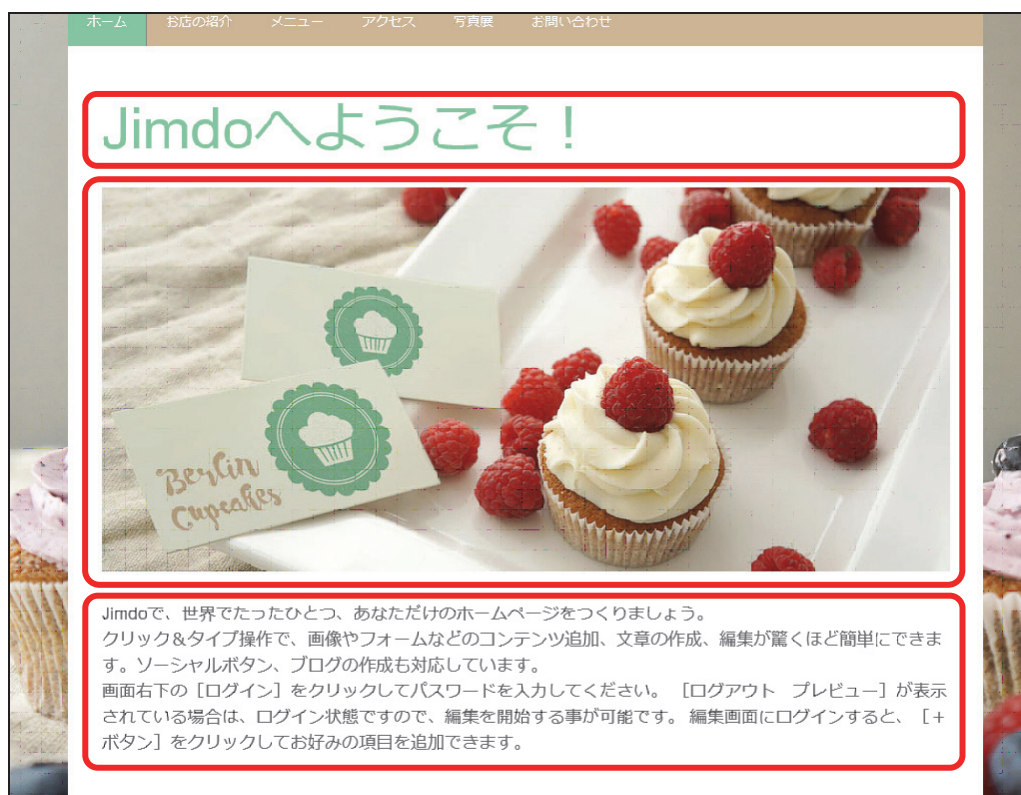 ホーム お店の紹介 メニュー アクセス 写真展 お問い合わせ
Jimdoへようこそ！
Berlin
Cupcakes
Jimdoで、世界でたったひとつ、あなただけのホームページをつくりましょう。
クリック＆タイプ操作で、画像やフォームなどのコンテンツ追加、文章の作成、編集が驚くほど簡単にできま
す。ソーシャルボタン、ブログの作成も対応しています。
画面右下の［ログイン］をクリックしてパスワードを入力してください。 ［ログアウト　プレビュー］が表示
されている場合は、ログイン状態ですので、編集を開始する事が可能です。 編集画面にログインすると、［＋
ボタン］をクリックしてお好みの項目を追加できます。